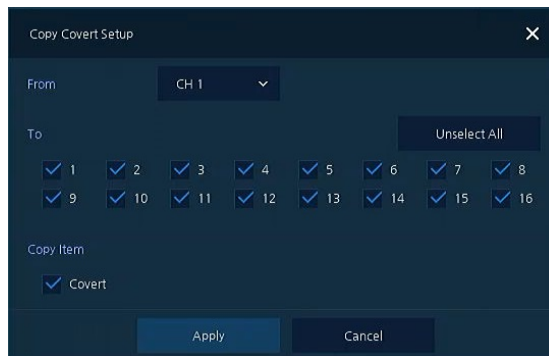 Copy Covert Setup
From CH 1
To Unselect All
1 2 3 4 5 6 7 8
9 10 11 12 13 14 15 16
Copy Item
Covert
Apply Cancel